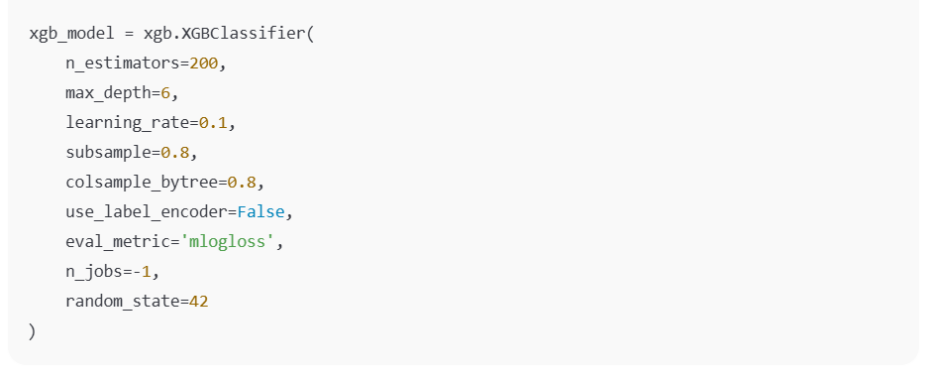 xgb_model = xgb.XGBClassifier(
    n_estimators=200,
    max_depth=6,
    learning_rate=0.1,
    subsample=0.8,
    colsample_bytree=0.8,
    use_label_encoder=False,
    eval_metric='mlogloss',
    n_jobs=-1,
    random_state=42
)